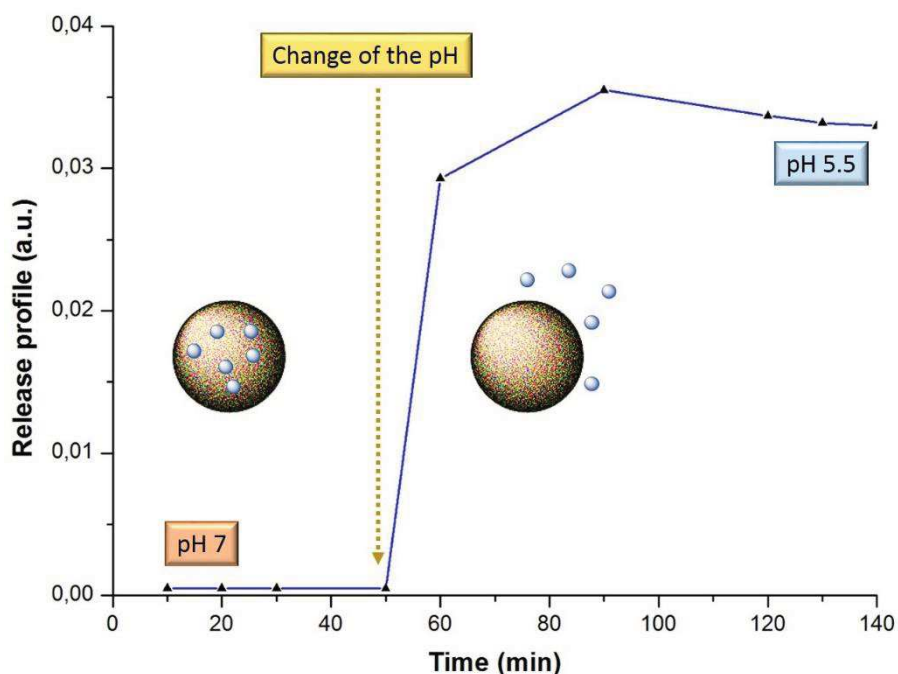 0,04
Change of the pH
0,03
pH 5.5
0,02
Release profile (a.u.)
0,01
pH 7
0,00
0 20 40 60 80 100 120 140
Time (min)